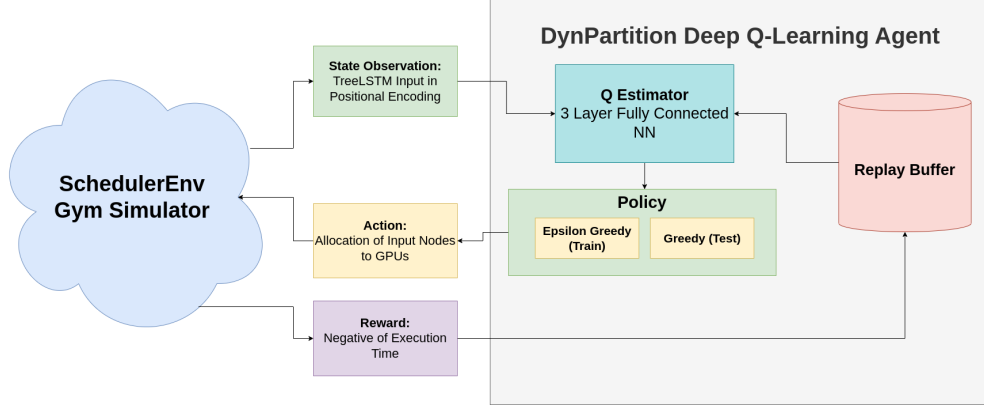 DynPartition Deep Q-Learning Agent
State Observation:
TreeLSTM Input in
Positional Encoding
Q Estimator
3 Layer Fully Connected
NN
Replay Buffer
SchedulerEnv
Gym Simulator
Policy
Epsilon Greedy
(Train)
Greedy (Test)
Action:
Allocation of Input Nodes
to GPUs
Reward:
Negative of Execution
Time